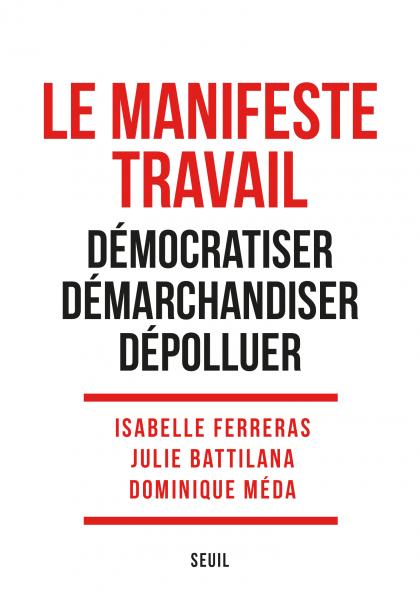 LE MANIFESTE
TRAVAIL
DÉMOCRATISER
DÉMARCHANDISER
DÉPOLLUER
ISABELLE FERRERAS
JULIE BATTILANA
DOMINIQUE MÉDA
SEUIL